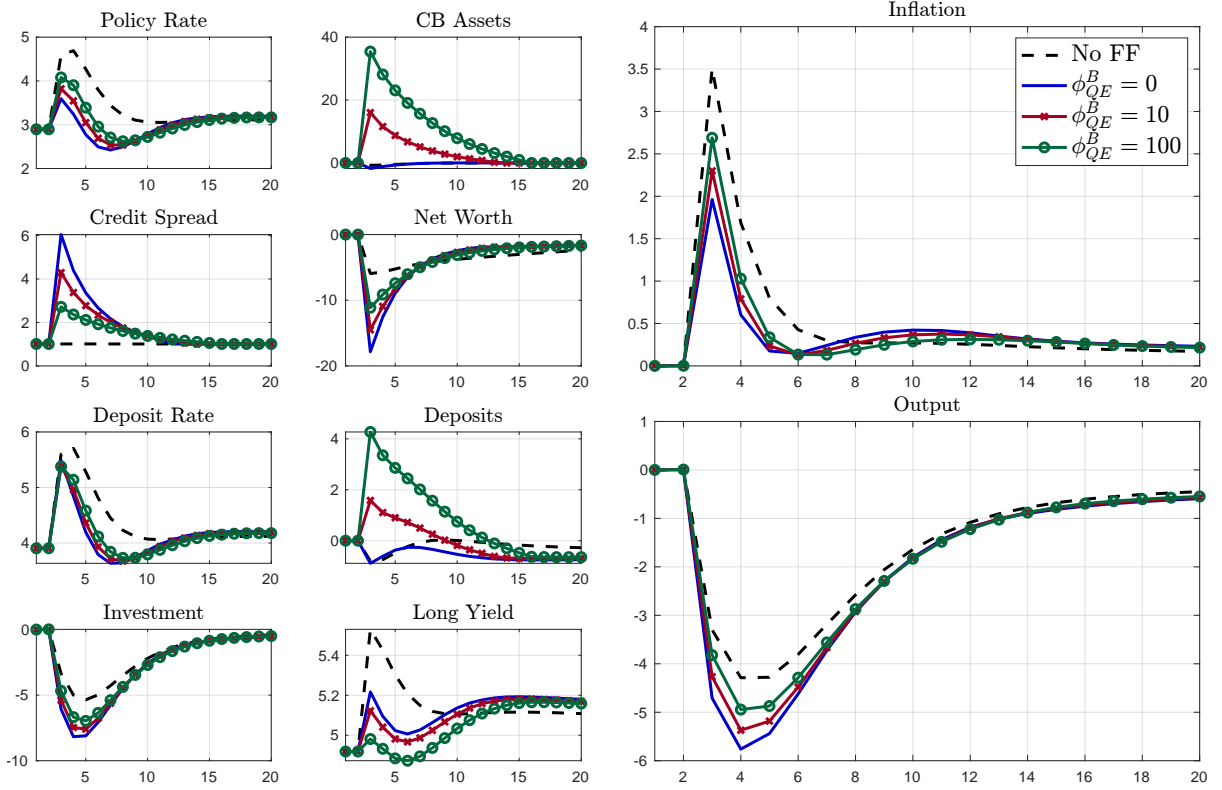 Policy Rate
5
4
3
2
5 10 15 20
CB Assets
40
20
0
5 10 15 20
Credit Spread
6
4
2
0
5 10 15 20
Net Worth
0
-10
-20
5 10 15 20
Deposit Rate
6
5
4
5 10 15 20
Deposits
4
2
0
5 10 15 20
Investment
0
-5
-10
5 10 15 20
Long Yield
5.4
5.2
5
5 10 15 20
Inflation
4
3.5
3
2.5
2
1.5
1
0.5
0
2 4 6 8 10 12 14 16 18 20
No FF
ϕ_{QE}^{B} = 0
ϕ_{QE}^{B} = 10
ϕ_{QE}^{B} = 100
Output
1
0
-1
-2
-3
-4
-5
-6
2 4 6 8 10 12 14 16 18 20